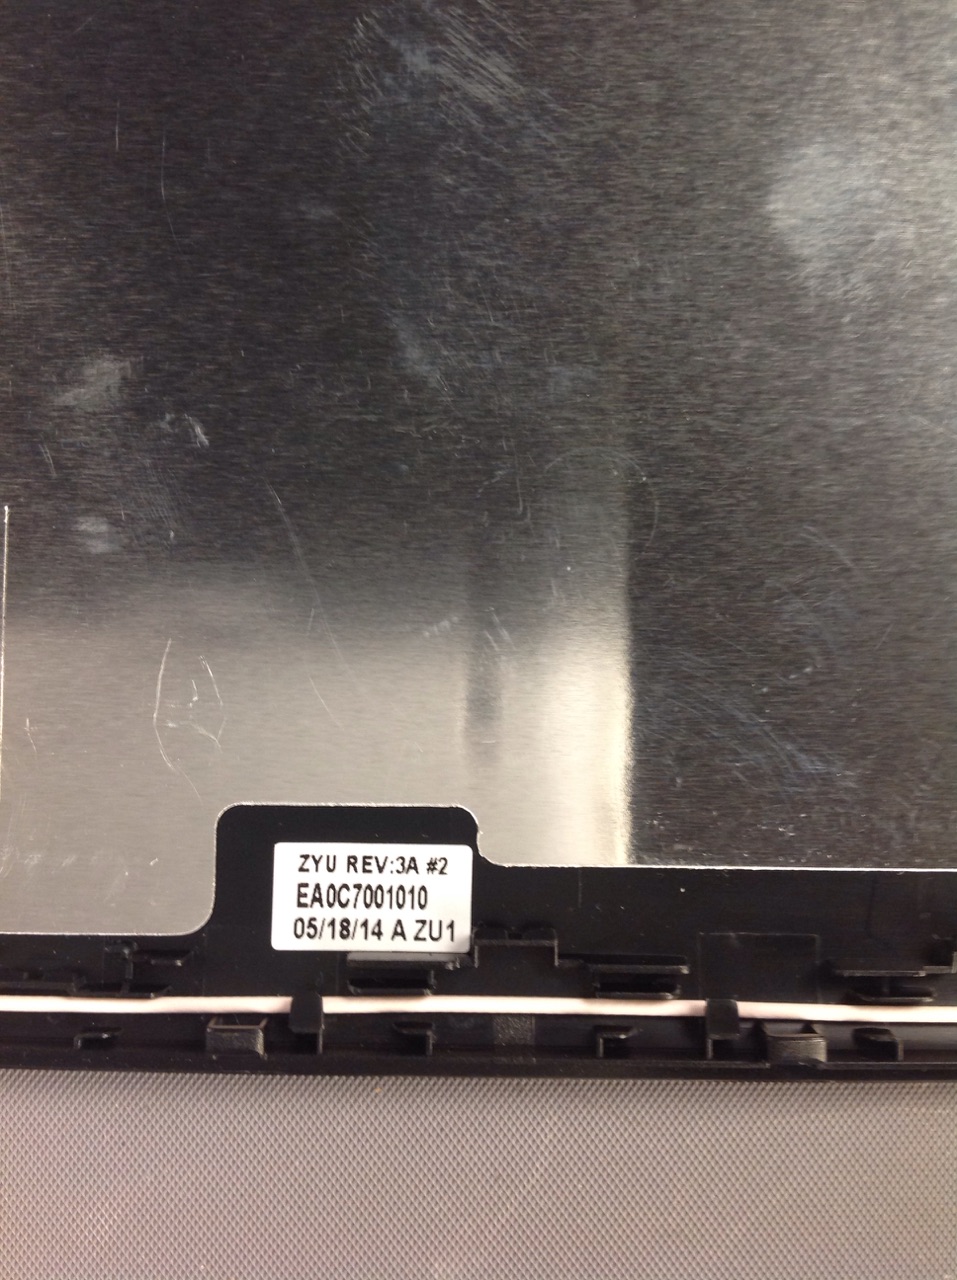 ZYU REV:3A #2
EA0C7001010
05/18/14 A ZU1